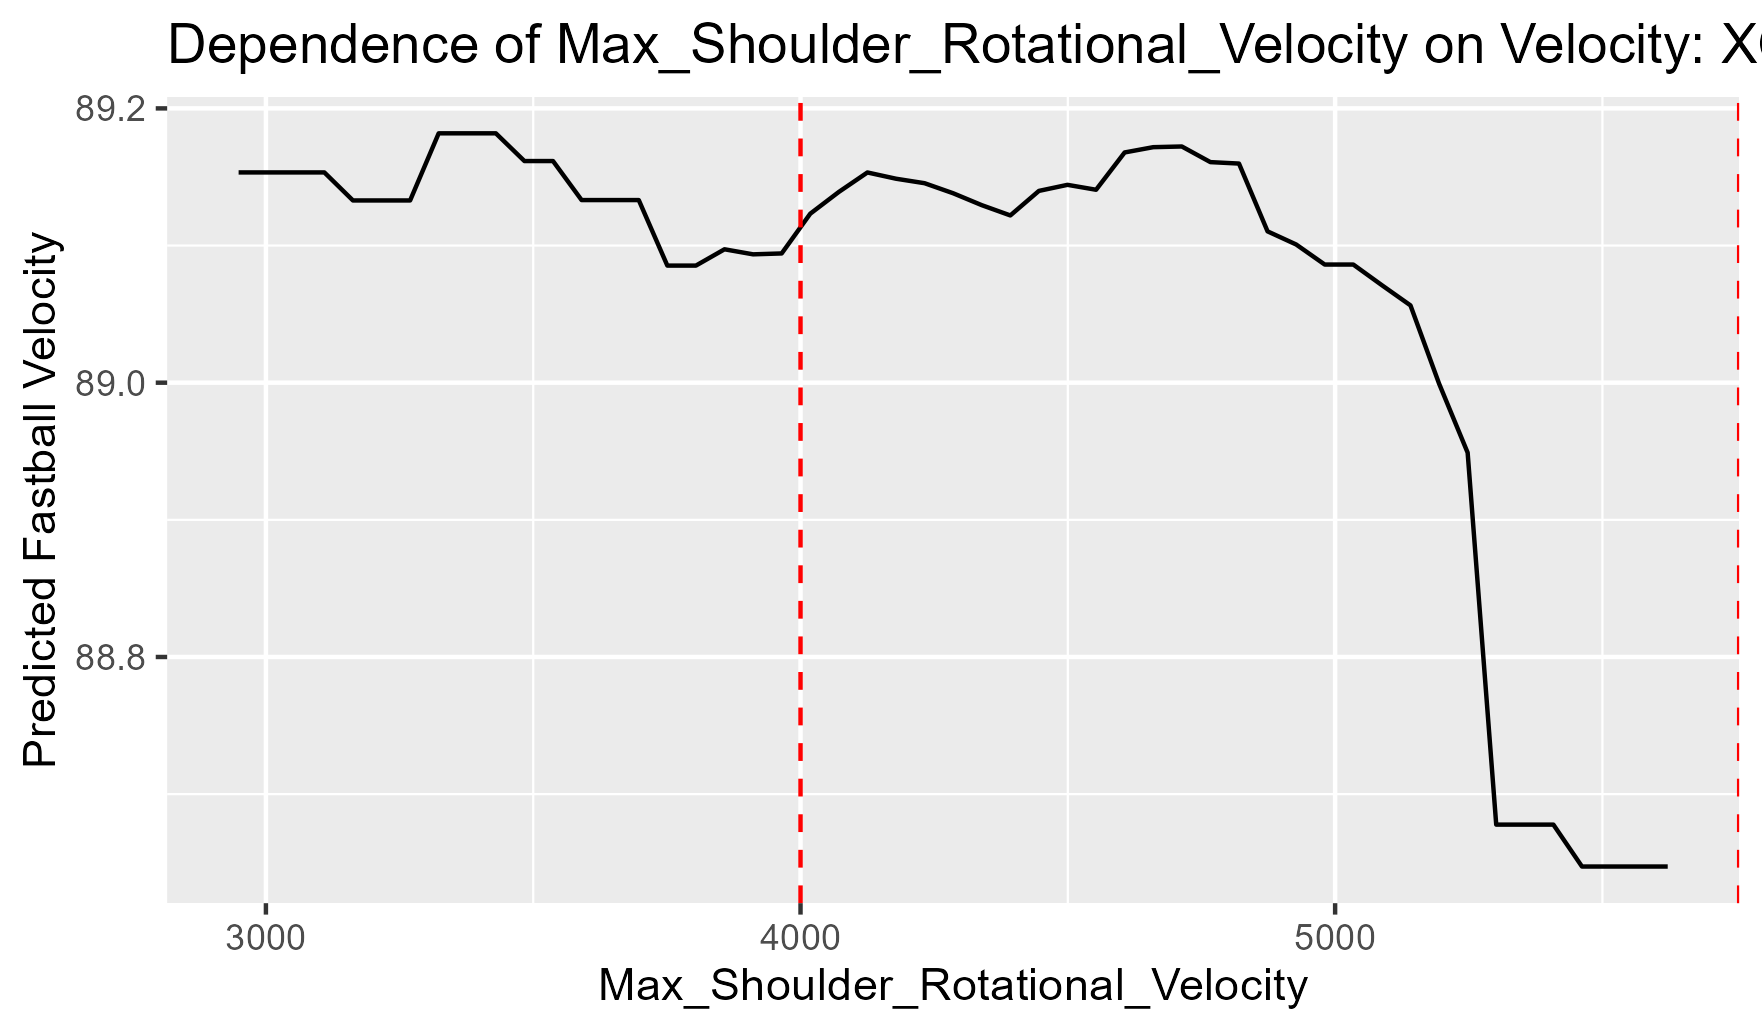 Dependence of Max_Shoulder_Rotational_Velocity on Velocity:
89.2
89.0
88.8
Predicted Fastball Velocity
3000 4000 5000
Max_Shoulder_Rotational_Velocity